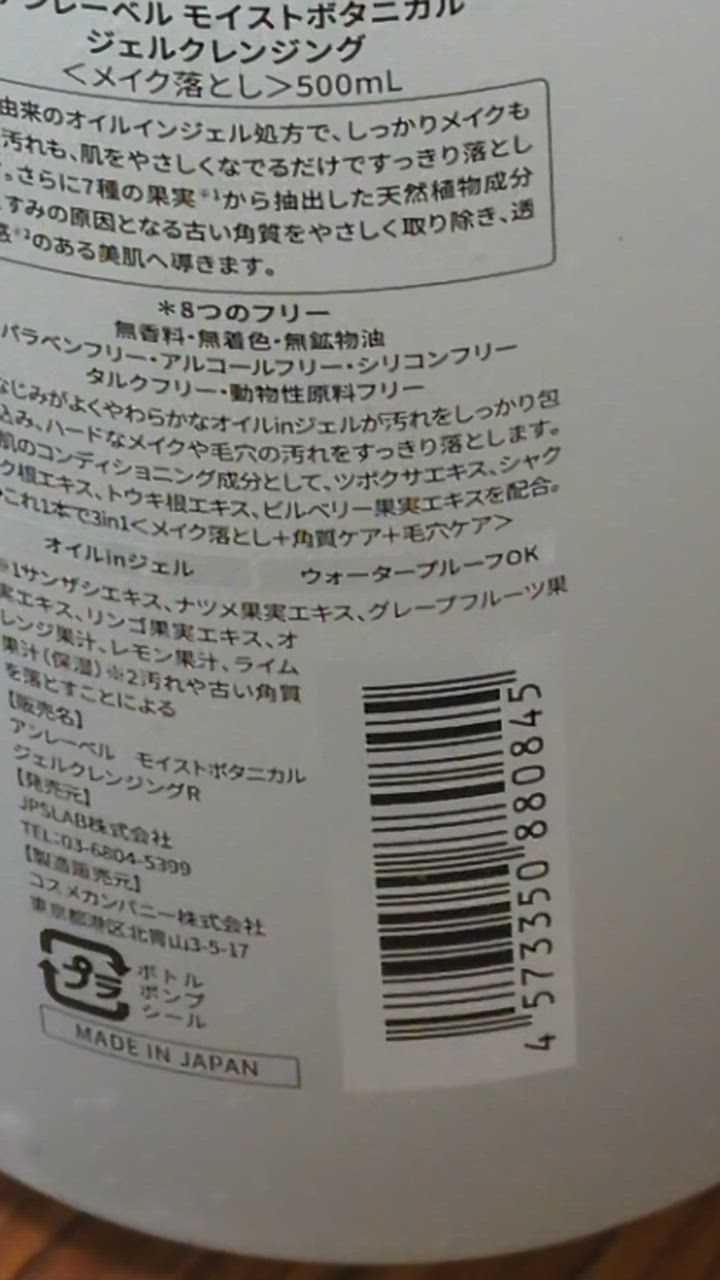 ンレーベル モイストボタニカル
ジェルクレンジング
＜メイク落とし＞500mL
由来のオイルインジェル処方で、しっかりメイクも
汚れも、肌をやさしくなでるだけですっきり落とし
。さらに7種の果実※1から抽出した天然植物成分
すみの原因となる古い角質をやさしく取り除き、透
感※2のある美肌へ導きます。
＊8つのフリー
無香料・無着色・無鉱物油
パラベンフリー・アルコールフリー・シリコンフリー
タルクフリー・動物性原料フリー
なじみがよくやわらかなオイルinジェルが汚れをしっかり包
込み、ハードなメイクや毛穴の汚れをすっきり落とします。
肌のコンディショニング成分として、ツボクサエキス、シャク
ク根エキス、トウキ根エキス、ビルベリー果実エキスを配合。
これ1本で3in1＜メイク落とし＋角質ケア＋毛穴ケア＞
オイルinジェル
ウォータープルーフOK
※1サンザシエキス、ナツメ果実エキス、グレープフルーツ果
実エキス、リンゴ果実エキス、オ
レンジ果汁、レモン果汁、ライム
果汁（保湿）※2汚れや古い角質
を落とすことによる
【販売名】
アンレーベル モイストボタニカル
ジェルクレンジングR
【発売元】
JPSLAB株式会社
TEL：03-6804-5399
【製造販売元】
コスメカンパニー株式会社
東京都港区北青山3-5-17
プラ
ボトル
ポンプ
シール
MADE IN JAPAN
4 573350 880845